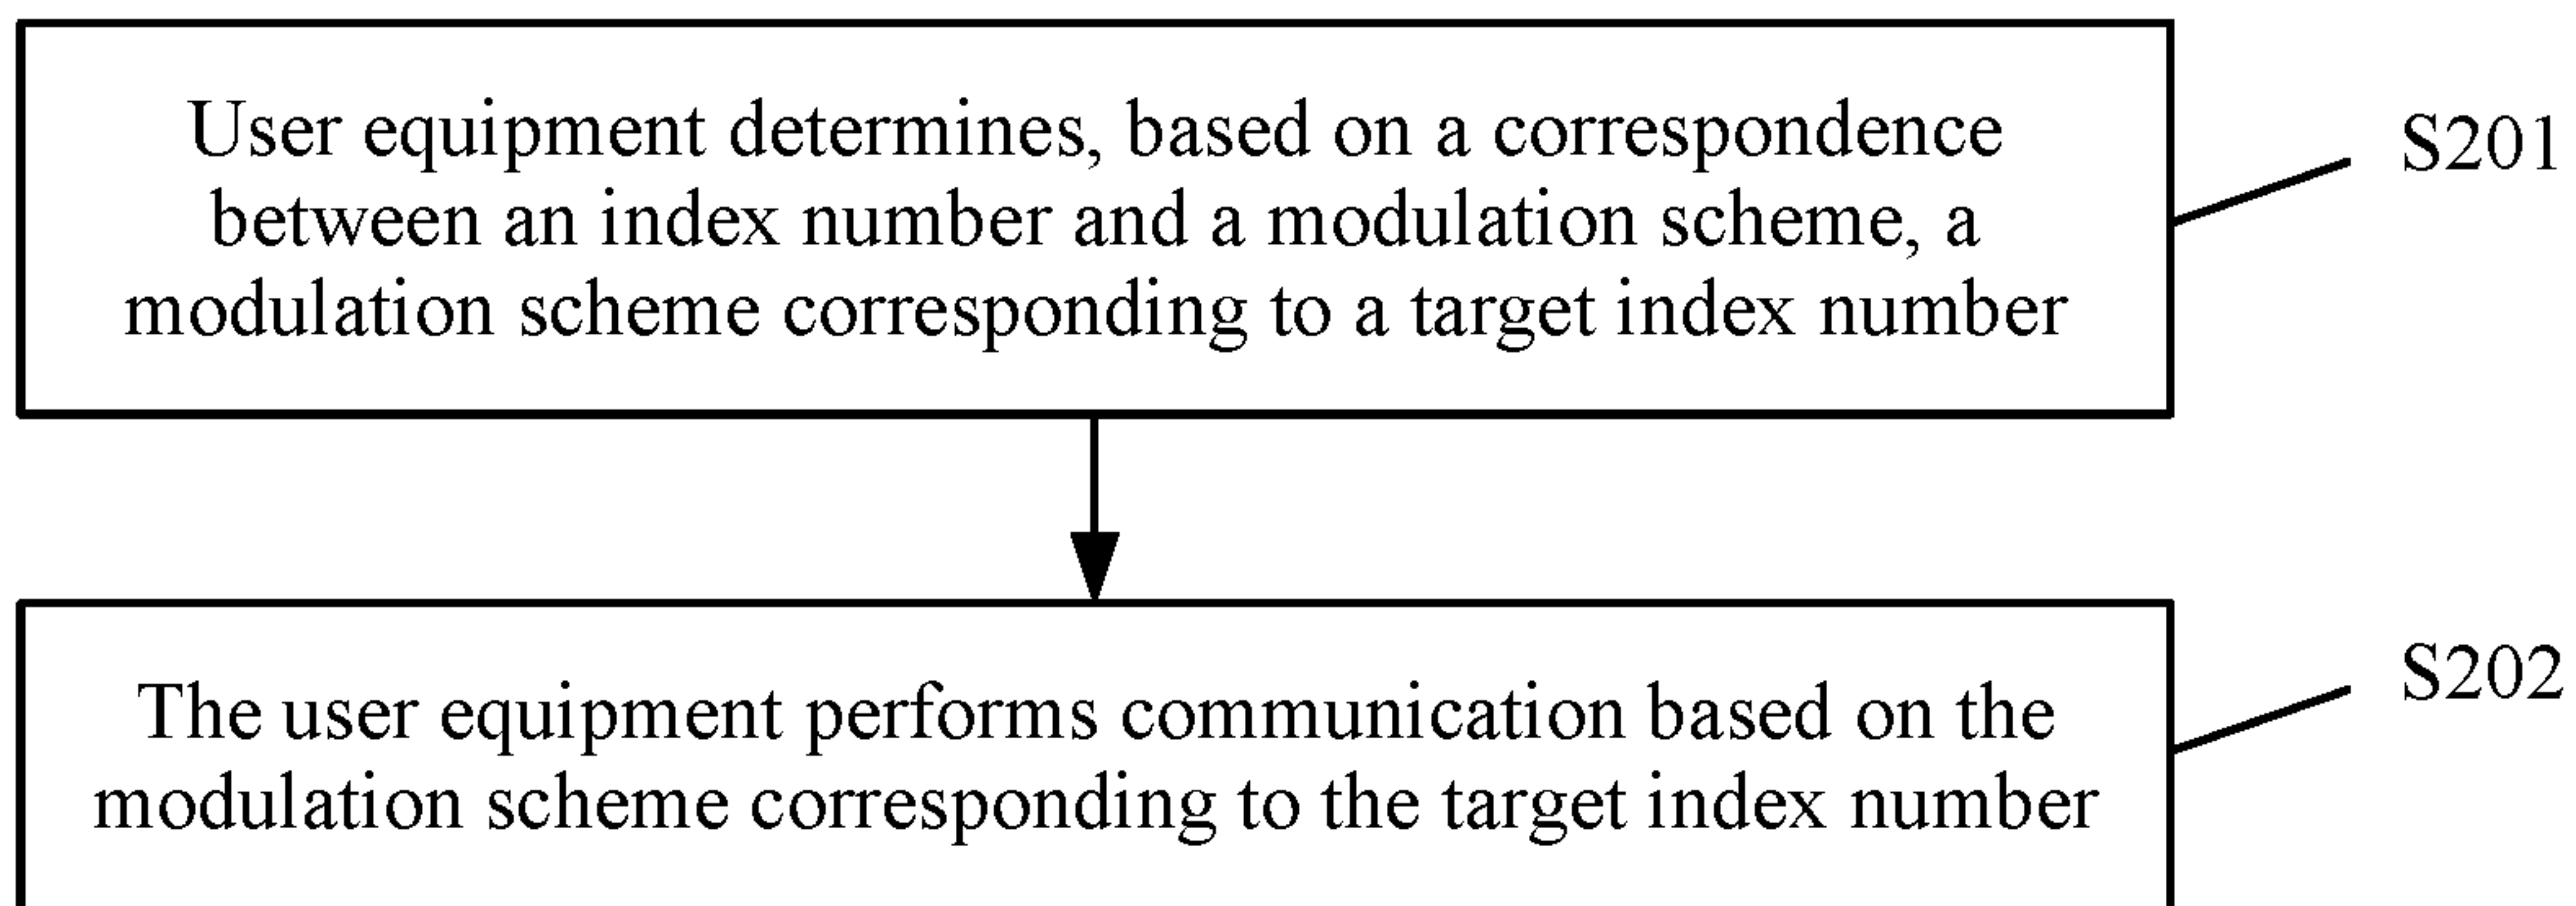 User equipment determines, based on a correspondence
between an index number and a modulation scheme, a
modulation scheme corresponding to a target index number
S201
The user equipment performs communication based on the
modulation scheme corresponding to the target index number
S202